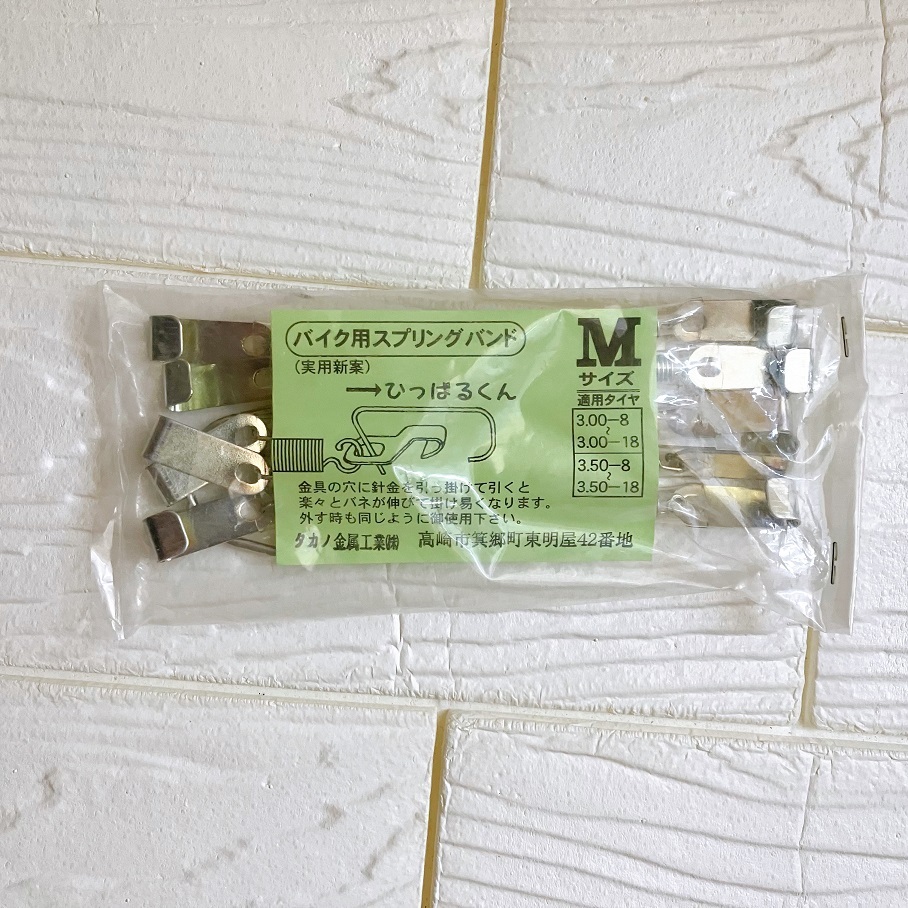 バイク用スプリングバンド
(実用新案)
→ひっぱるくん
Mサイズ
適用タイヤ
3.00−8
〜
3.00−18
3.50−8
〜
3.50−18
金具の穴に針金を引っ掛けて引くと
楽々とバネが伸びて掛け易くなります。
外す時も同じように御使用下さい。
タカノ金属工業㈱ 高崎市箕郷町東明屋42番地